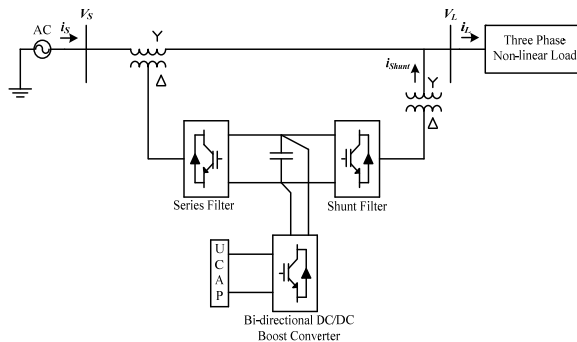 AC
i_S
V_S
Y
Δ
V_L
i_L
Three Phase
Non-linear Load
i_Shunt
Y
Δ
Series Filter
Shunt Filter
U
C
A
P
Bi-directional DC/DC
Boost Converter